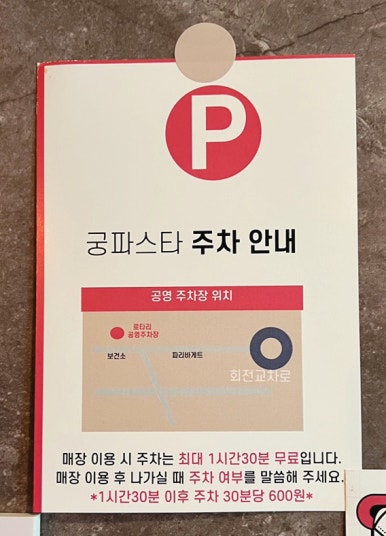 P
궁파스타 주차 안내
공영 주차장 위치
로타리
공영주차장
보건소 파리바게트
회전교차로
매장 이용 시 주차는 최대 1시간30분 무료입니다.
매장 이용 후 나가실 때 주차 여부를 말씀해 주세요.
*1시간30분 이후 주차 30분당 600원*